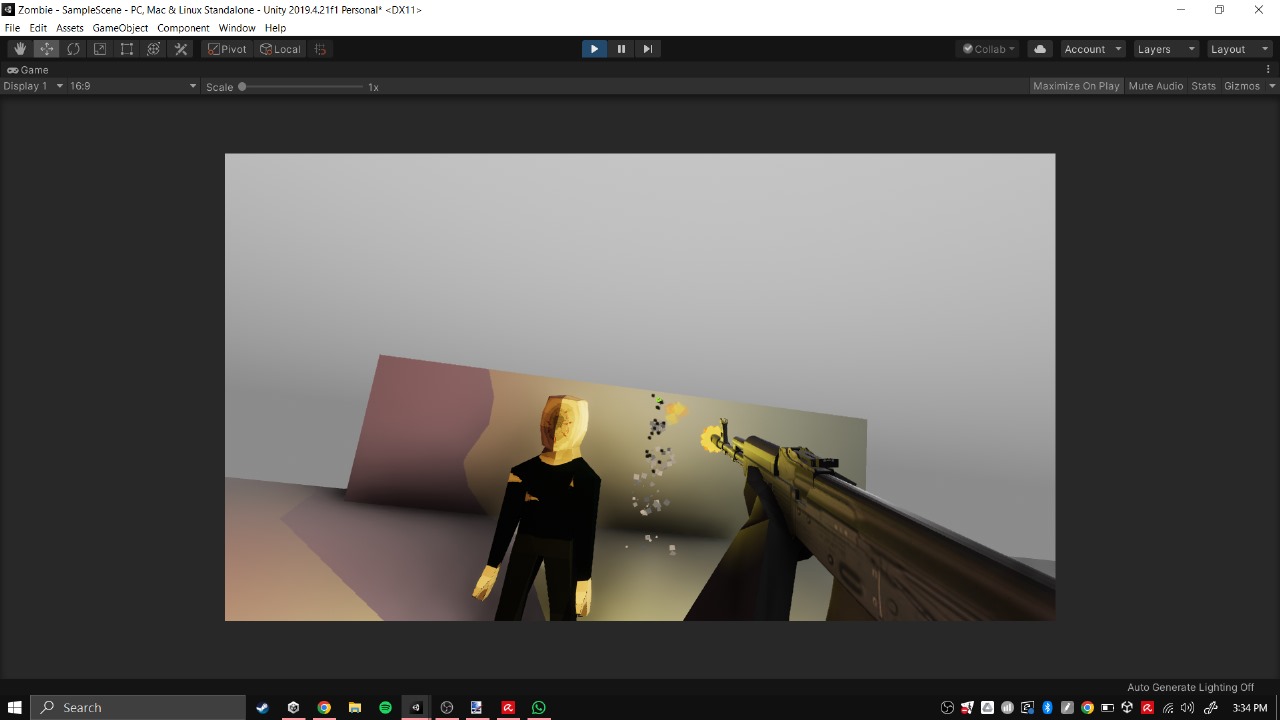 Zombie - SampleScene - PC, Mac & Linux Standalone - Unity 2019.4.21f1 Personal* <DX11>
File Edit Assets GameObject Component Window Help
Pivot Local Collab Account Layers Layout
Game
Display 1 16:9 Scale 1x Maximize On Play Mute Audio Stats Gizmos
Auto Generate Lighting Off
Search 3:34 PM